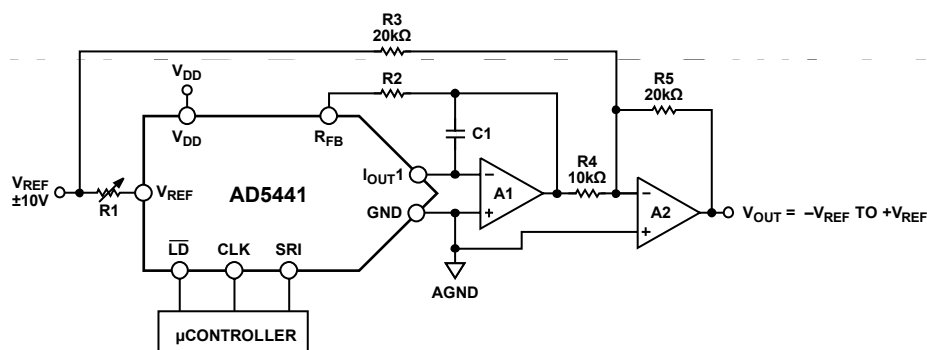 R3
20kΩ
R5
20kΩ
VDD
R2
VDD
RFB
C1
IOUT1
R4
10kΩ
VREF
±10V
R1
VREF
AD5441
A1
GND
A2
VOUT = –VREF TO +VREF
LD
CLK
SRI
AGND
µCONTROLLER